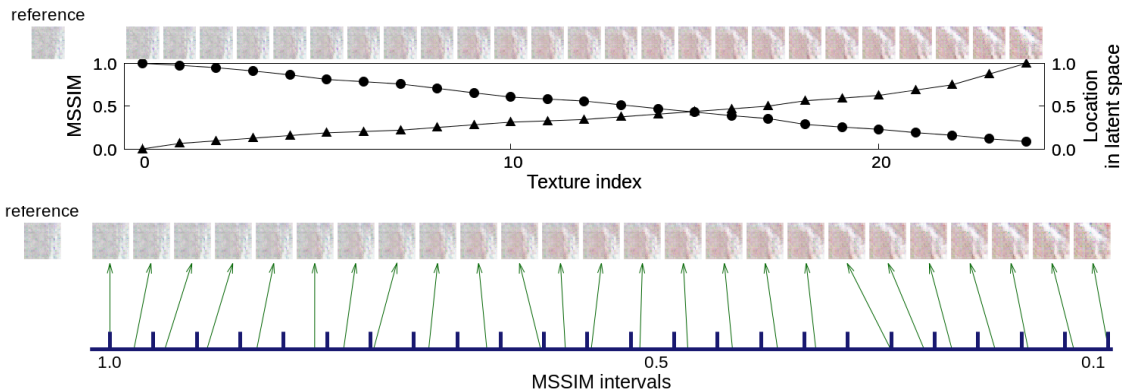 reference
MSSIM
1.0
0.5
0.0
1.0
0.5
0.0
Location
in latent space
0
10
20
Texture index
reference
1.0
0.5
0.1
MSSIM intervals